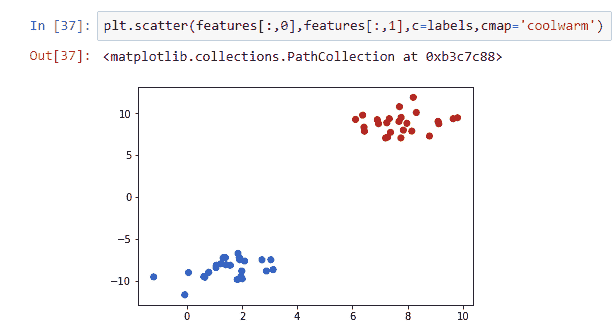 In [37]: plt.scatter(features[:,0],features[:,1],c=labels,cmap='coolwarm')
Out[37]: <matplotlib.collections.PathCollection at 0xb3c7c88>
10
5
0
−5
−10
0 2 4 6 8 10